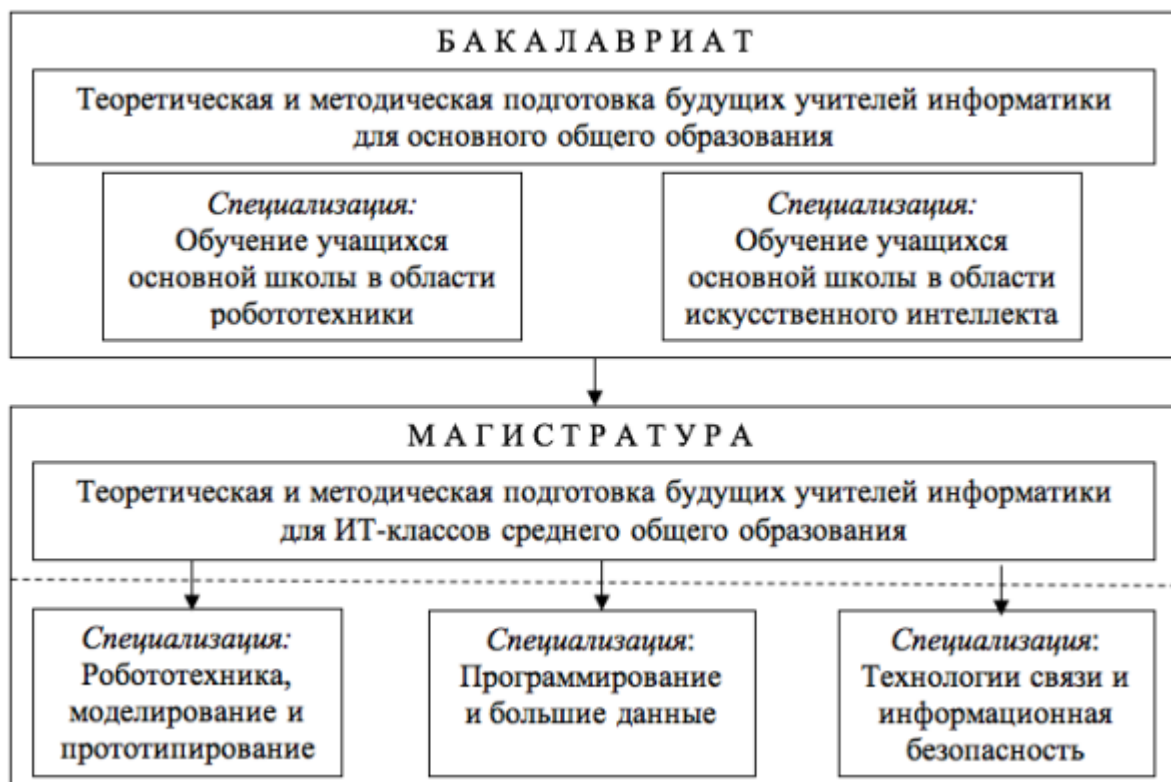 БАКАЛАВРИАТ
Теоретическая и методическая подготовка будущих учителей информатики
для основного общего образования
Специализация:
Обучение учащихся
основной школы в области
робототехники
Специализация:
Обучение учащихся
основной школы в области
искусственного интеллекта
МАГИСТРАТУРА
Теоретическая и методическая подготовка будущих учителей информатики
для ИТ-классов среднего общего образования
Специализация:
Робототехника,
моделирование и
прототипирование
Специализация:
Программирование
и большие данные
Специализация:
Технологии связи и
информационная
безопасность